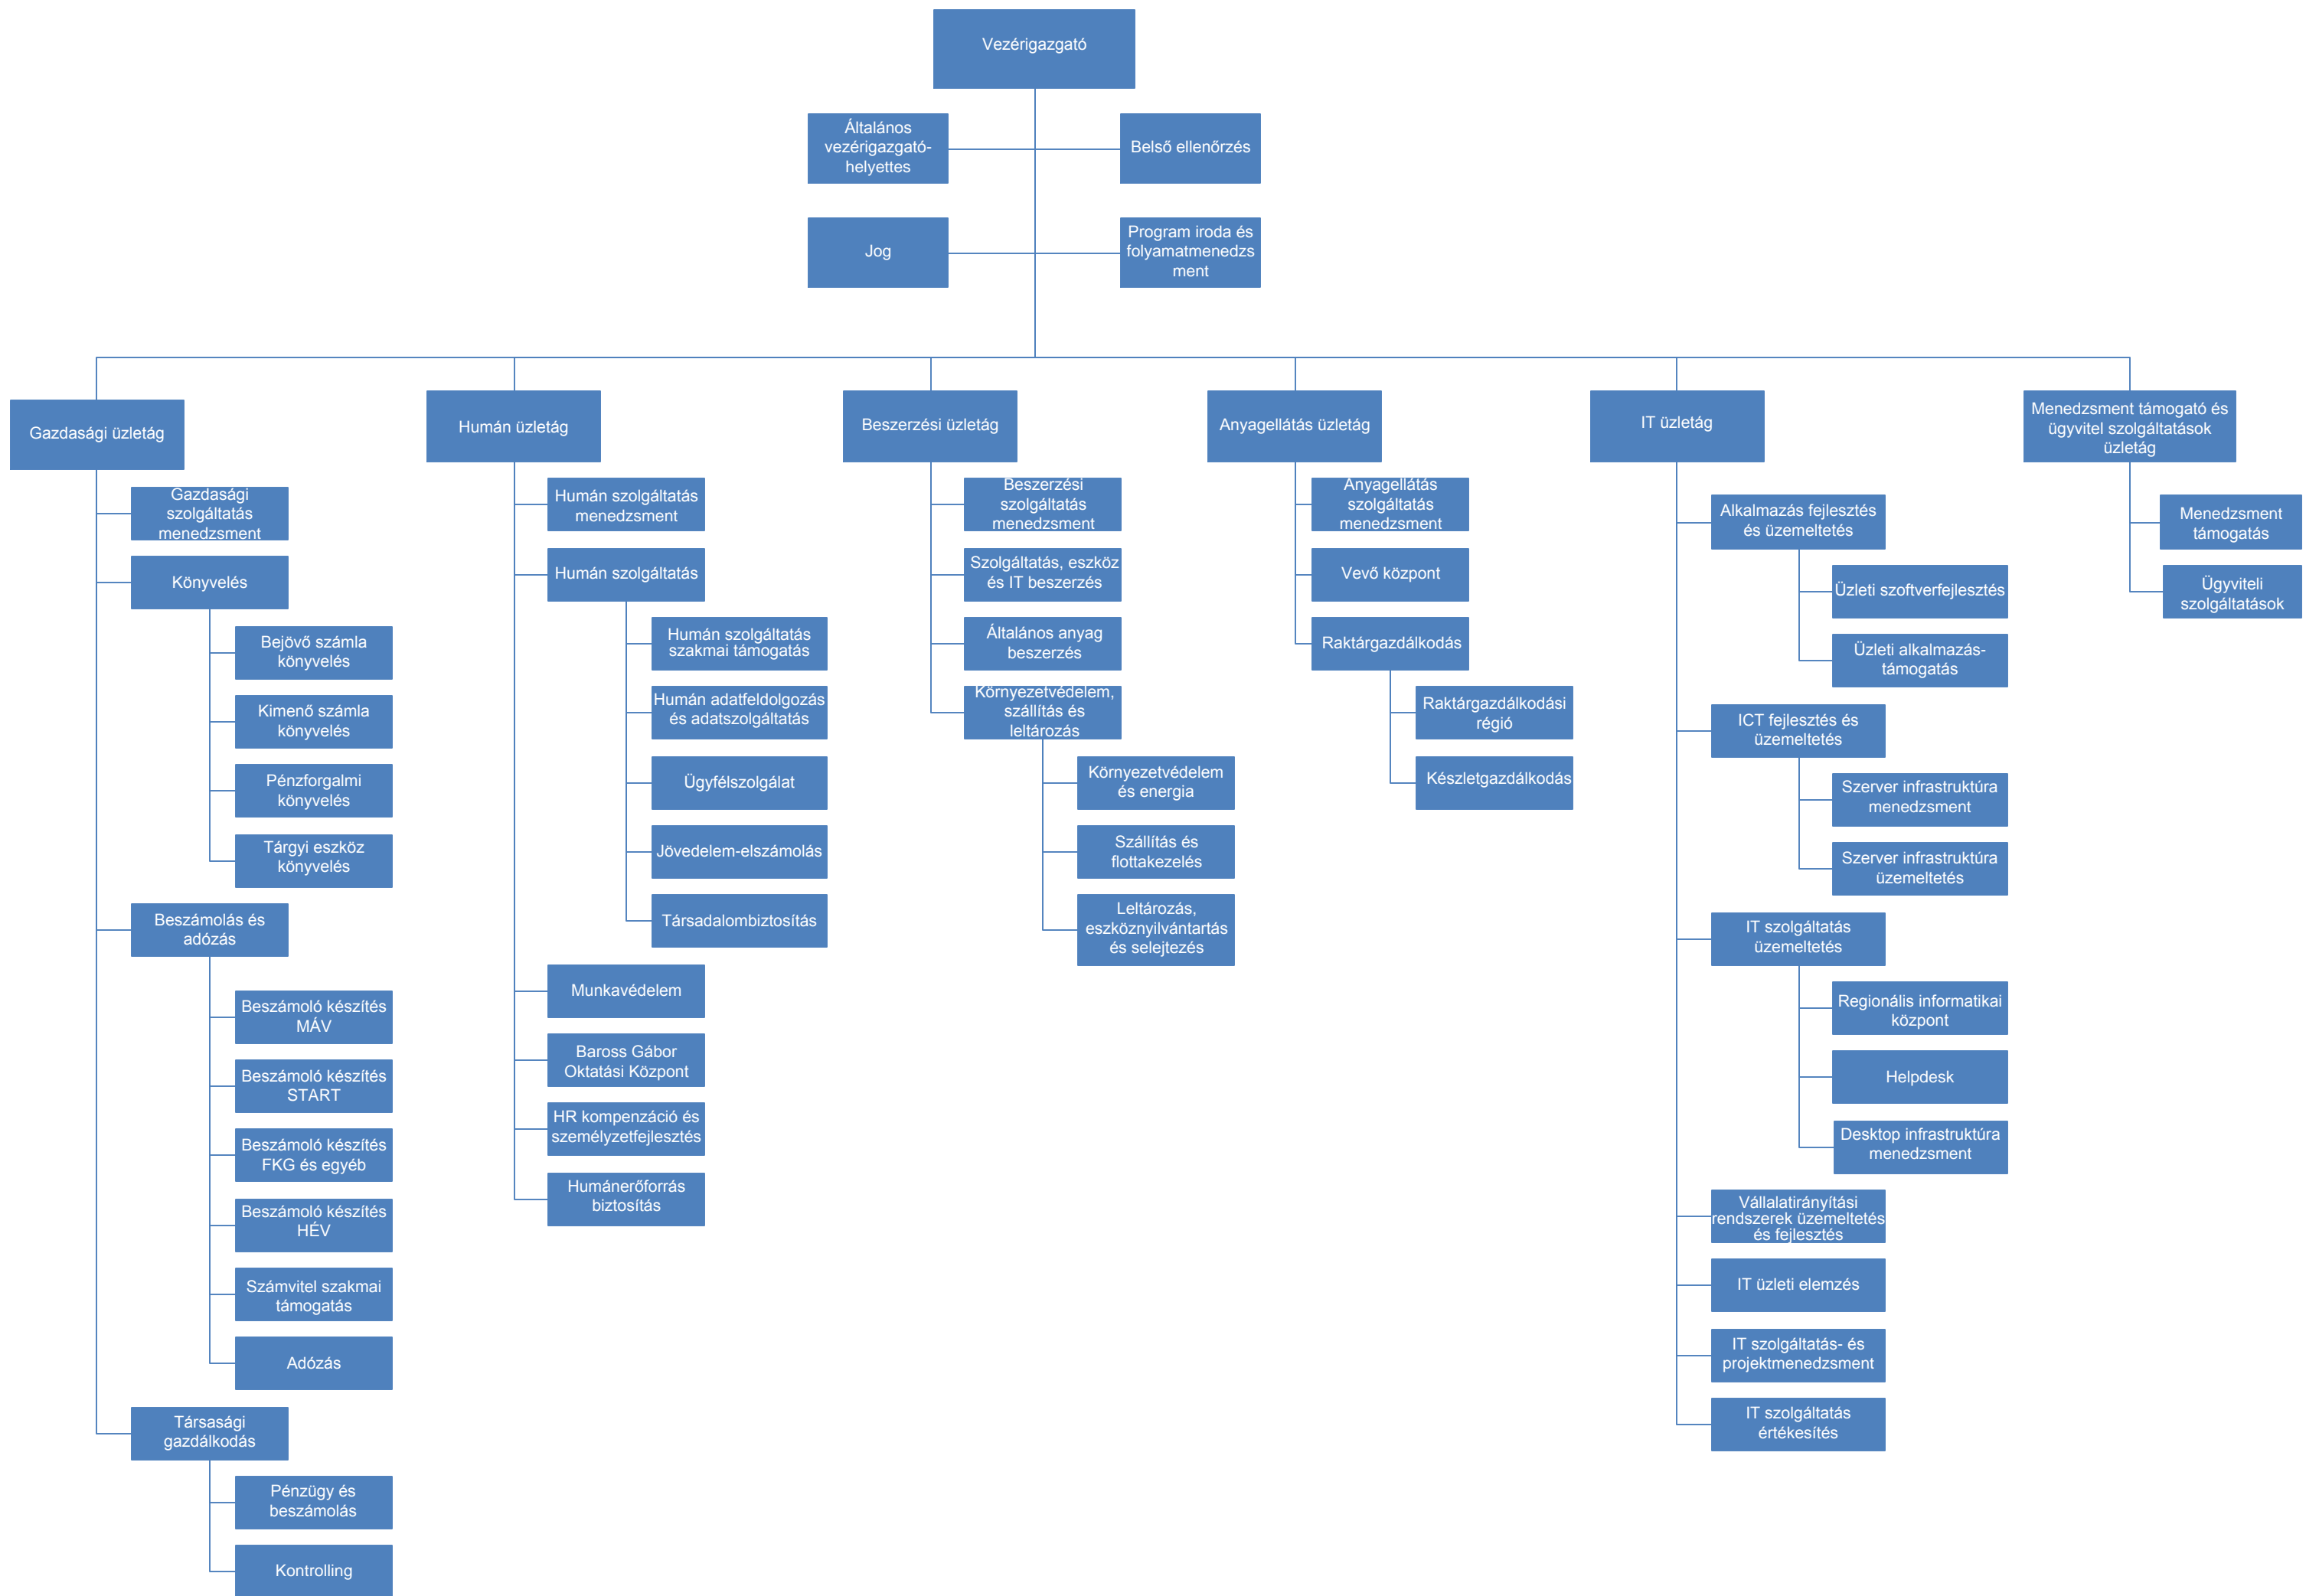 Vezérigazgató
Általános
vezérigazgató-
helyettes
Belső ellenőrzés
Jog
Program iroda és
folyamatmenedzs
ment
Gazdasági üzletág
Gazdasági
szolgáltatás
menedzsment
Könyvelés
Bejövő számla
könyvelés
Kimenő számla
könyvelés
Pénzforgalmi
könyvelés
Tárgyi eszköz
könyvelés
Beszámolás és
adózás
Beszámoló készítés
MÁV
Beszámoló készítés
START
Beszámoló készítés
FKG és egyéb
Beszámoló készítés
HÉV
Számvitel szakmai
támogatás
Adózás
Társasági
gazdálkodás
Pénzügy és
beszámolás
Kontrolling
Humán üzletág
Humán szolgáltatás
menedzsment
Humán szolgáltatás
Humán szolgáltatás
szakmai támogatás
Humán adatfeldolgozás
és adatszolgáltatás
Ügyfélszolgálat
Jövedelem-elszámolás
Társadalombiztosítás
Munkavédelem
Baross Gábor
Oktatási Központ
HR kompenzáció és
személyzetfejlesztés
Humánerőforrás
biztosítás
Beszerzési üzletág
Beszerzési
szolgáltatás
menedzsment
Szolgáltatás, eszköz
és IT beszerzés
Általános anyag
beszerzés
Környezetvédelem,
szállítás és
leltározás
Környezetvédelem
és energia
Szállítás és
flottakezelés
Leltározás,
eszköznyilvántartás
és selejtezés
Anyagellátás üzletág
Anyagellátás
szolgáltatás
menedzsment
Vevő központ
Raktárgazdálkodás
Raktárgazdálkodási
régió
Készletgazdálkodás
IT üzletág
Alkalmazás fejlesztés
és üzemeltetés
Üzleti szoftverfejlesztés
Üzleti alkalmazás-
támogatás
ICT fejlesztés és
üzemeltetés
Szerver infrastruktúra
menedzsment
Szerver infrastruktúra
üzemeltetés
IT szolgáltatás
üzemeltetés
Regionális informatikai
központ
Helpdesk
Desktop infrastruktúra
menedzsment
Vállalatirányítási
rendszerek üzemeltetés
és fejlesztés
IT üzleti elemzés
IT szolgáltatás- és
projektmenedzsment
IT szolgáltatás
értékesítés
Menedzsment támogató és
ügyvitel szolgáltatások
üzletág
Menedzsment
támogatás
Ügyviteli
szolgáltatások